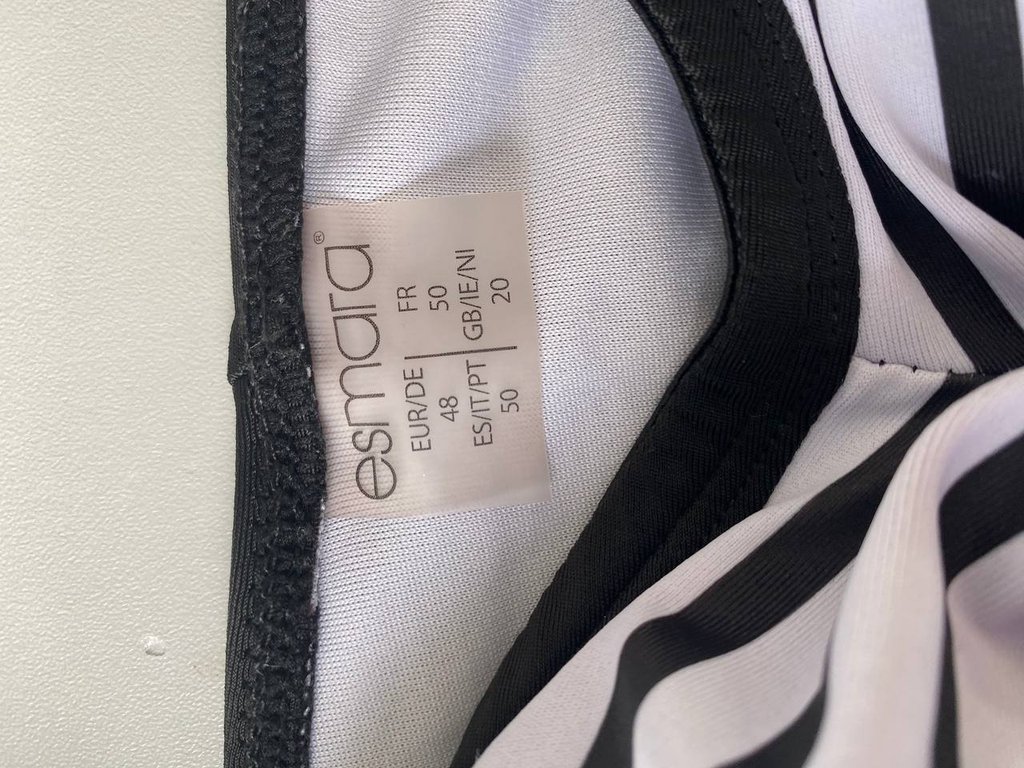 esmara®
EUR/DE FR
48 50
ES/IT/PT GB/IE/NI
50 20